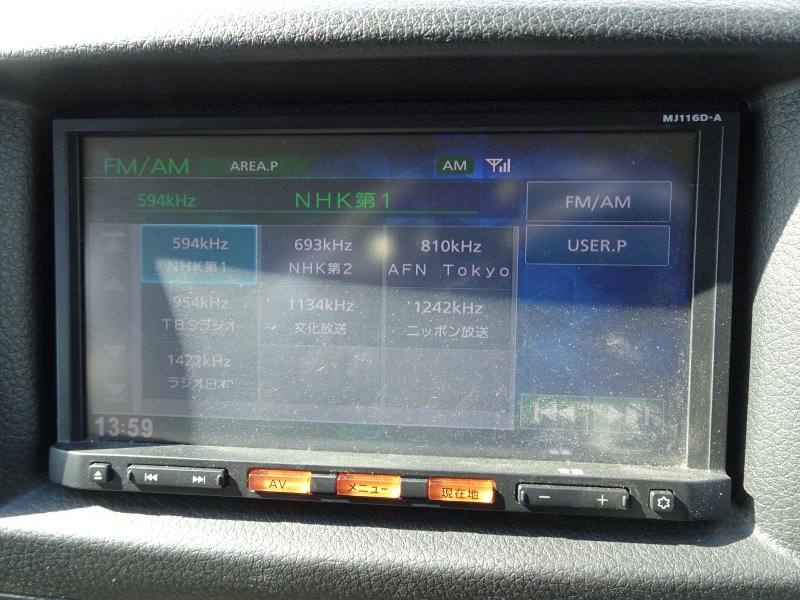 MJ116D-A
FM/AM AREA.P AM
594kHz NHK第1
FM/AM
USER.P
594kHz 693kHz 810kHz
NHK第1 NHK第2 AFN Tokyo
954kHz 1134kHz 1242kHz
TBSラジオ 文化放送 ニッポン放送
1422kHz
ラジオ日本
13:59
AV メニュー 現在地 − +